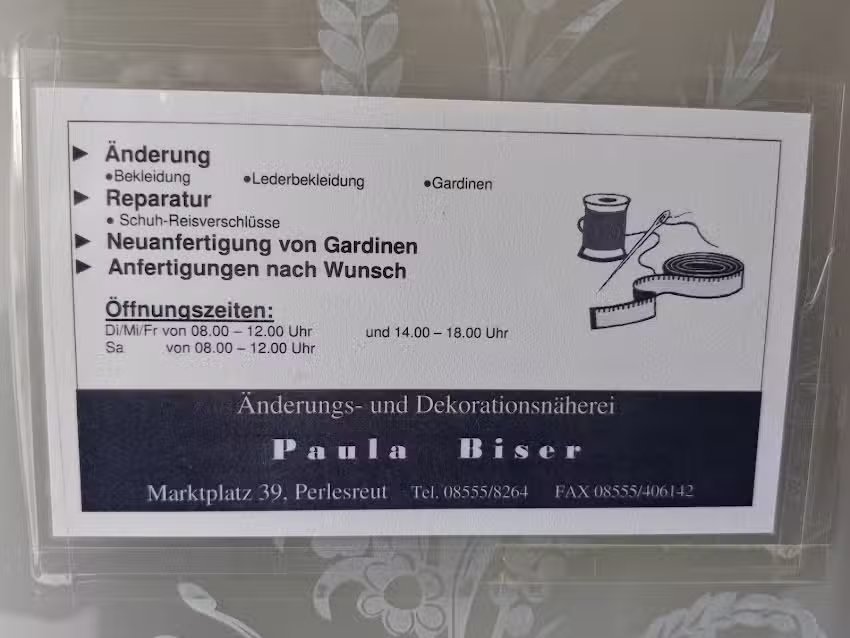 Änderung
•Bekleidung •Lederbekleidung •Gardinen
Reparatur
• Schuh-Reisverschlüsse
Neuanfertigung von Gardinen
Anfertigungen nach Wunsch
Öffnungszeiten:
Di/Mi/Fr von 08.00 – 12.00 Uhr und 14.00 – 18.00 Uhr
Sa von 08.00 – 12.00 Uhr
Änderungs- und Dekorationsnäherei
Paula Biser
Marktplatz 39, Perlesreut Tel. 08555/8264 FAX 08555/406142